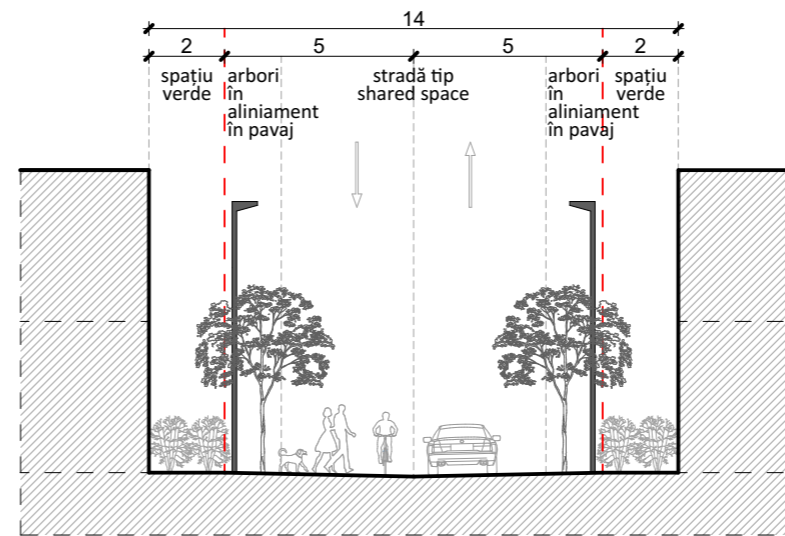 14
2 5 5 2
spațiu
verde
arbori
în
aliniament
în pavaj
stradă tip
shared space
arbori
în
aliniament
în pavaj
spațiu
verde